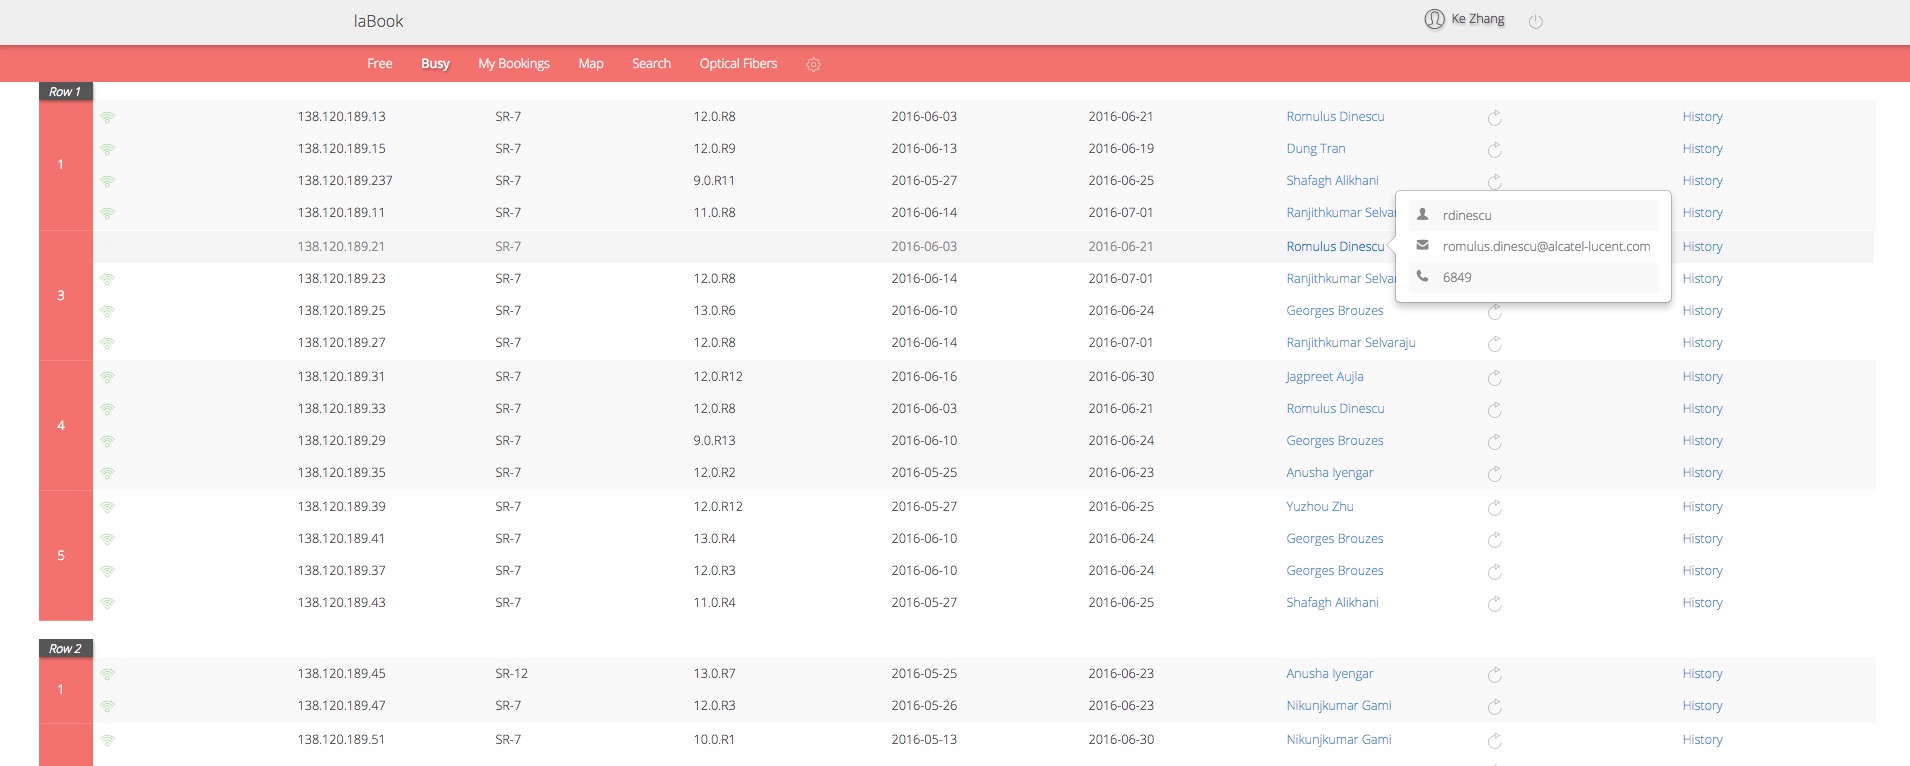 laBook Ke Zhang
Free Busy My Bookings Map Search Optical Fibers
Row 1
1
138.120.189.13 SR-7 12.0.R8 2016-06-03 2016-06-21 Romulus Dinescu History
138.120.189.15 SR-7 12.0.R9 2016-06-13 2016-06-19 Dung Tran History
138.120.189.237 SR-7 9.0.R11 2016-05-27 2016-06-25 Shafagh Alikhani History
138.120.189.11 SR-7 11.0.R8 2016-06-14 2016-07-01 Ranjithkumar Selvar History
3
138.120.189.21 SR-7 2016-06-03 2016-06-21 Romulus Dinescu History
138.120.189.23 SR-7 12.0.R8 2016-06-14 2016-07-01 Ranjithkumar Selvar History
138.120.189.25 SR-7 13.0.R6 2016-06-10 2016-06-24 Georges Brouzes History
138.120.189.27 SR-7 12.0.R8 2016-06-14 2016-07-01 Ranjithkumar Selvaraju History
rdinescu
romulus.dinescu@alcatel-lucent.com
6849
4
138.120.189.31 SR-7 12.0.R12 2016-06-16 2016-06-30 Jagpreet Aujla History
138.120.189.33 SR-7 12.0.R8 2016-06-03 2016-06-21 Romulus Dinescu History
138.120.189.29 SR-7 9.0.R13 2016-06-10 2016-06-24 Georges Brouzes History
138.120.189.35 SR-7 12.0.R2 2016-05-25 2016-06-23 Anusha Iyengar History
5
138.120.189.39 SR-7 12.0.R12 2016-05-27 2016-06-25 Yuzhou Zhu History
138.120.189.41 SR-7 13.0.R4 2016-06-10 2016-06-24 Georges Brouzes History
138.120.189.37 SR-7 12.0.R3 2016-06-10 2016-06-24 Georges Brouzes History
138.120.189.43 SR-7 11.0.R4 2016-05-27 2016-06-25 Shafagh Alikhani History
Row 2
1
138.120.189.45 SR-12 13.0.R7 2016-05-25 2016-06-23 Anusha Iyengar History
138.120.189.47 SR-7 12.0.R3 2016-05-26 2016-06-23 Nikunjkumar Gami History
138.120.189.51 SR-7 10.0.R1 2016-05-13 2016-06-30 Nikunjkumar Gami History